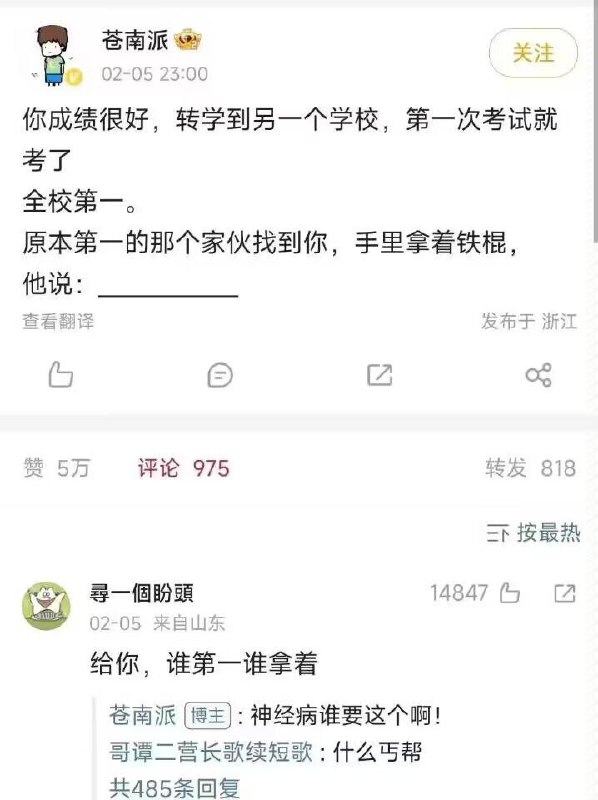 苍南派
02-05 23:00
关注
你成绩很好，转学到另一个学校，第一次考试就
考了
全校第一。
原本第一的那个家伙找到你，手里拿着铁棍，
他说：____________
查看翻译
发布于 浙江
赞 5万
评论 975
转发 818
按最热
尋一個盼頭
14847
02-05 来自山东
给你，谁第一谁拿着
苍南派 博主：神经病谁要这个啊！
哥谭二营长歌续短歌：什么丐帮
共485条回复